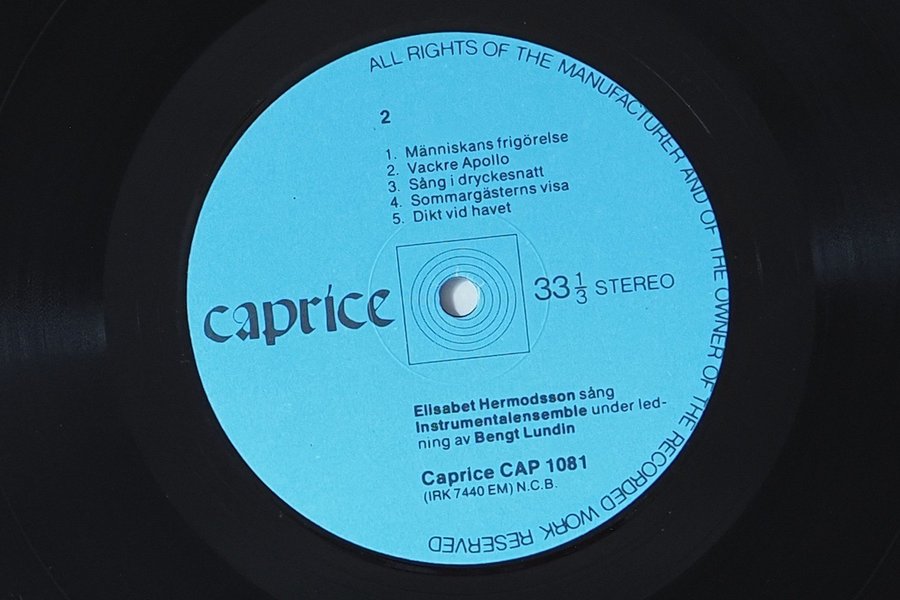 ALL RIGHTS OF THE MANUFACTURER AND OF THE OWNER OF THE RECORDED WORK RESERVED
2
1. Människans frigörelse
2. Vackre Apollo
3. Sång i dryckesnatt
4. Sommargästerns visa
5. Dikt vid havet
caprice
33 1/3 STEREO
Elisabet Hermodsson sång
Instrumentalensemble under led-
ning av Bengt Lundin
Caprice CAP 1081
(IRK 7440 EM) N.C.B.